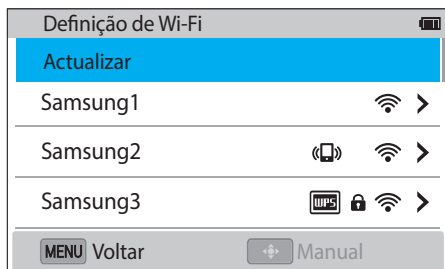 Definição de Wi-Fi
Actualizar
Samsung1
Samsung2
Samsung3 WPS
MENU Voltar Manual